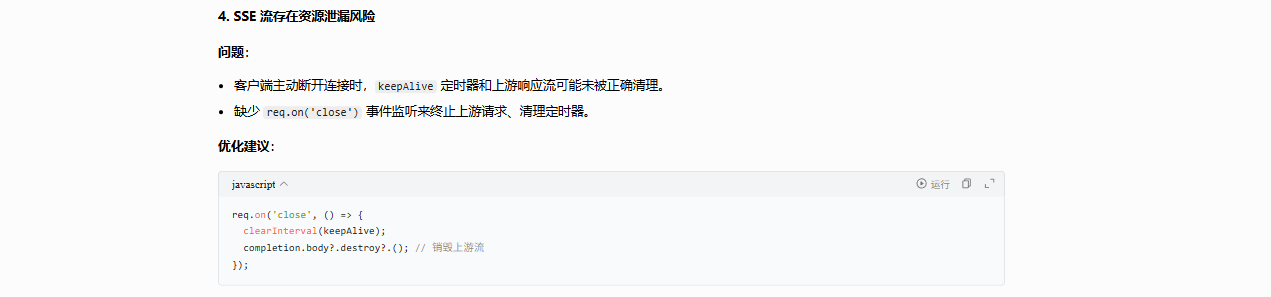 4. SSE 流存在资源泄漏风险
问题：
• 客户端主动断开连接时，keepAlive 定时器和上游响应流可能未被正确清理。
• 缺少 req.on('close') 事件监听来终止上游请求、清理定时器。
优化建议：
javascript 运行
req.on('close', () => {
  clearInterval(keepAlive);
  completion.body?.destroy?.(); // 销毁上游流
});